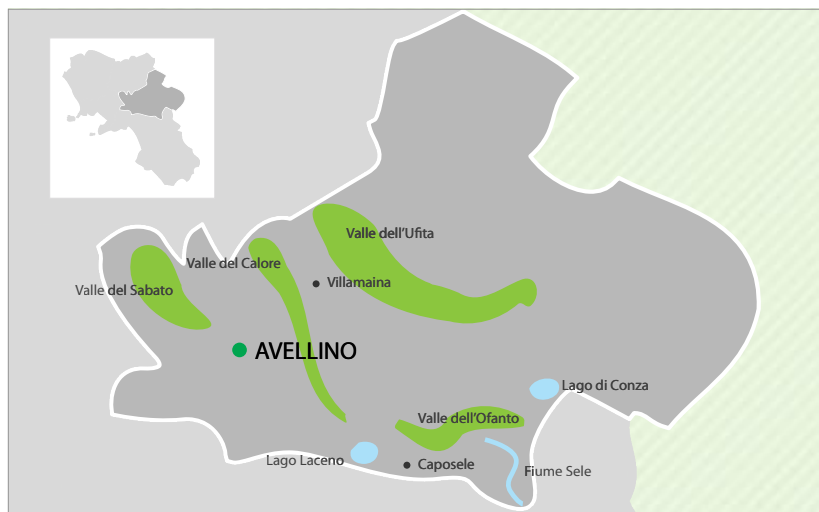 Valle dell'Ufita
Valle del Calore
Villamaina
Valle del Sabato
AVELLINO
Lago di Conza
Valle dell'Ofanto
Lago Laceno
Caposele
Fiume Sele